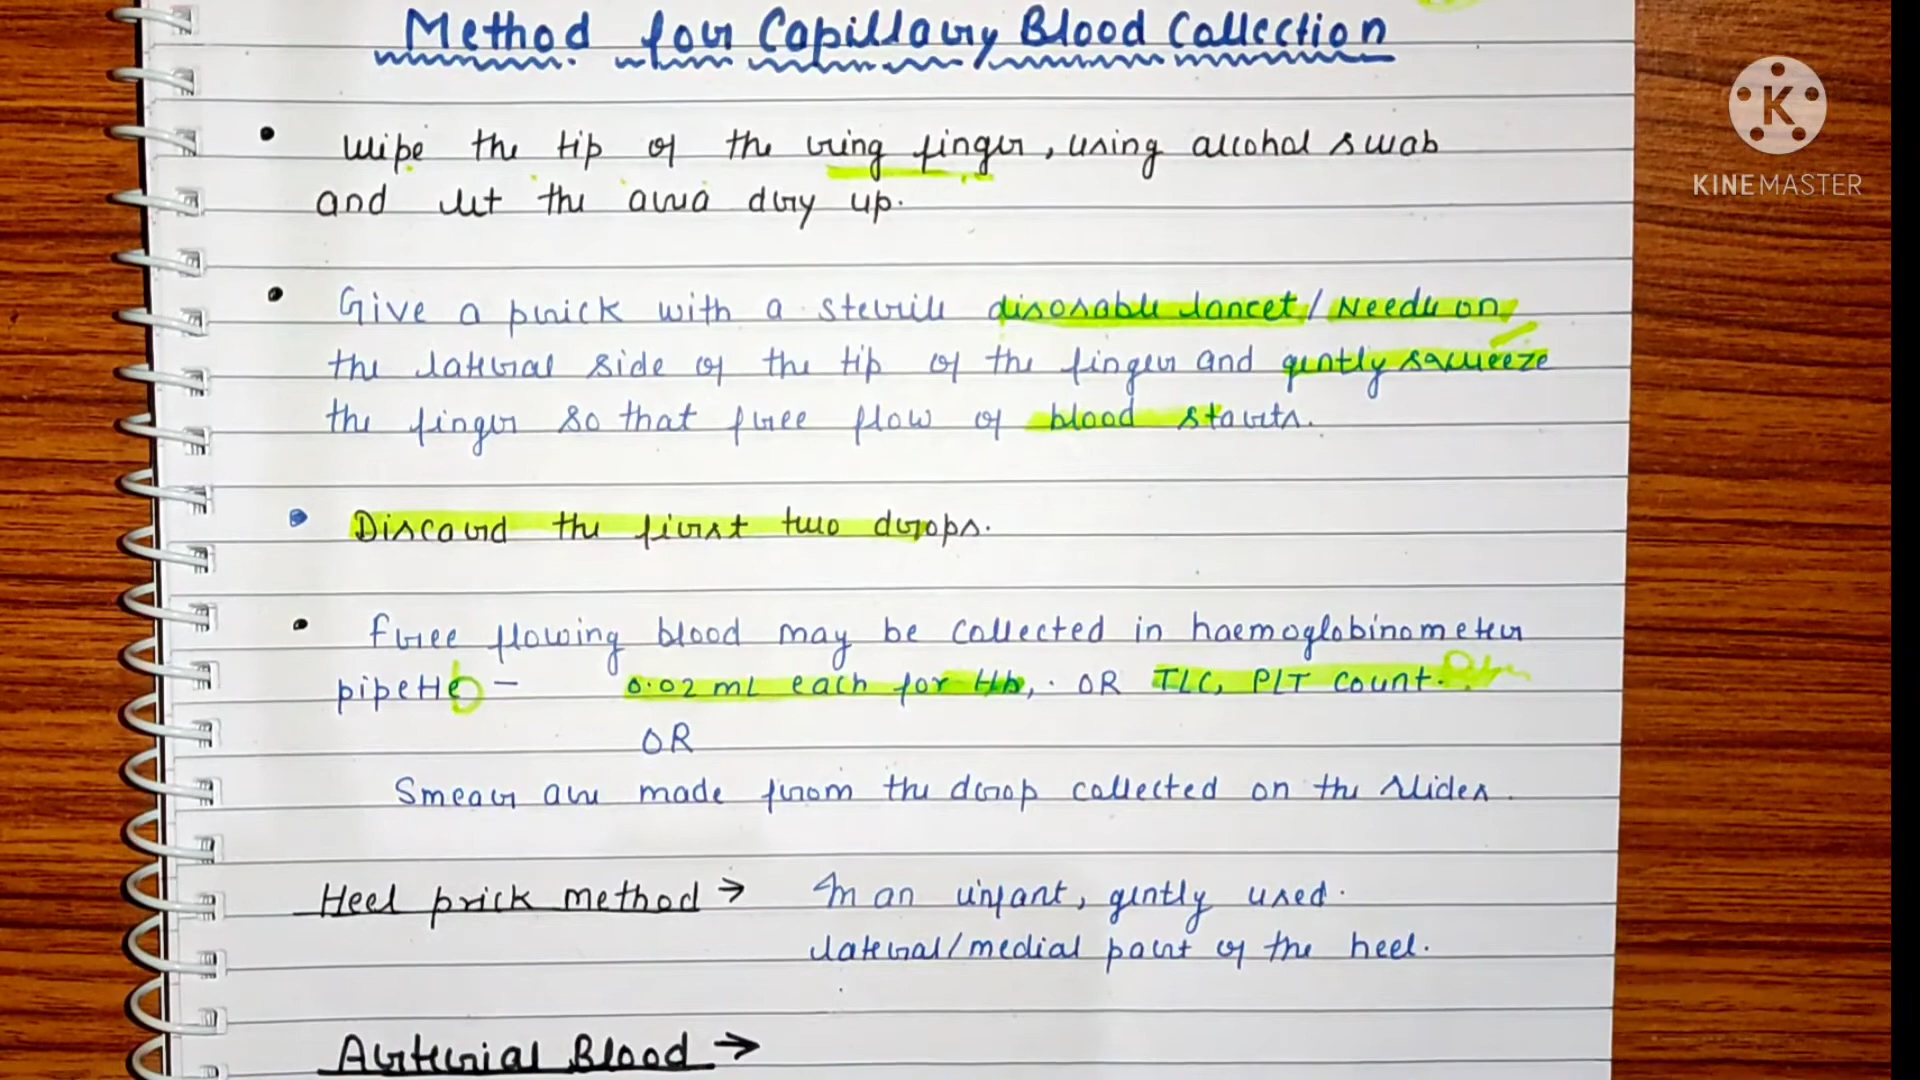 Method for Capillary Blood Collection
• Wipe the tip of the ring finger, using alcohol swab
and let the area dry up.
• Give a prick with a sterile disosable lancet/Needle on
the lateral side of the tip of the finger and gently squeeze
the finger so that free flow of blood starts.
• Discard the first two drops.
• Free flowing blood may be collected in haemoglobinometer
pipette - 0.02 mL each for Hb, . OR TLC, PLT count.
OR
Smear are made from the drop collected on the slides.
Heel prick method → In an infant, gently used.
lateral/medial part of the heel.
Arterial Blood →
K
KINEMASTER